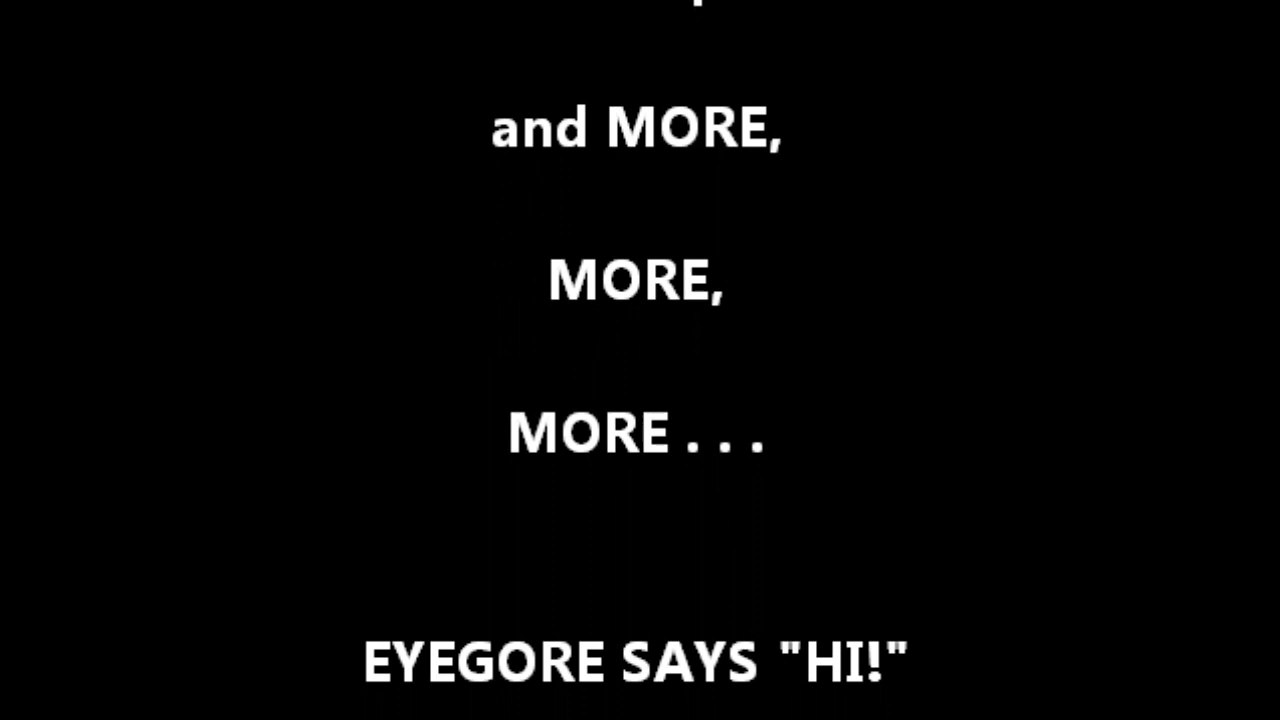 and MORE,
MORE,
MORE . . .
EYEGORE SAYS "HI!"